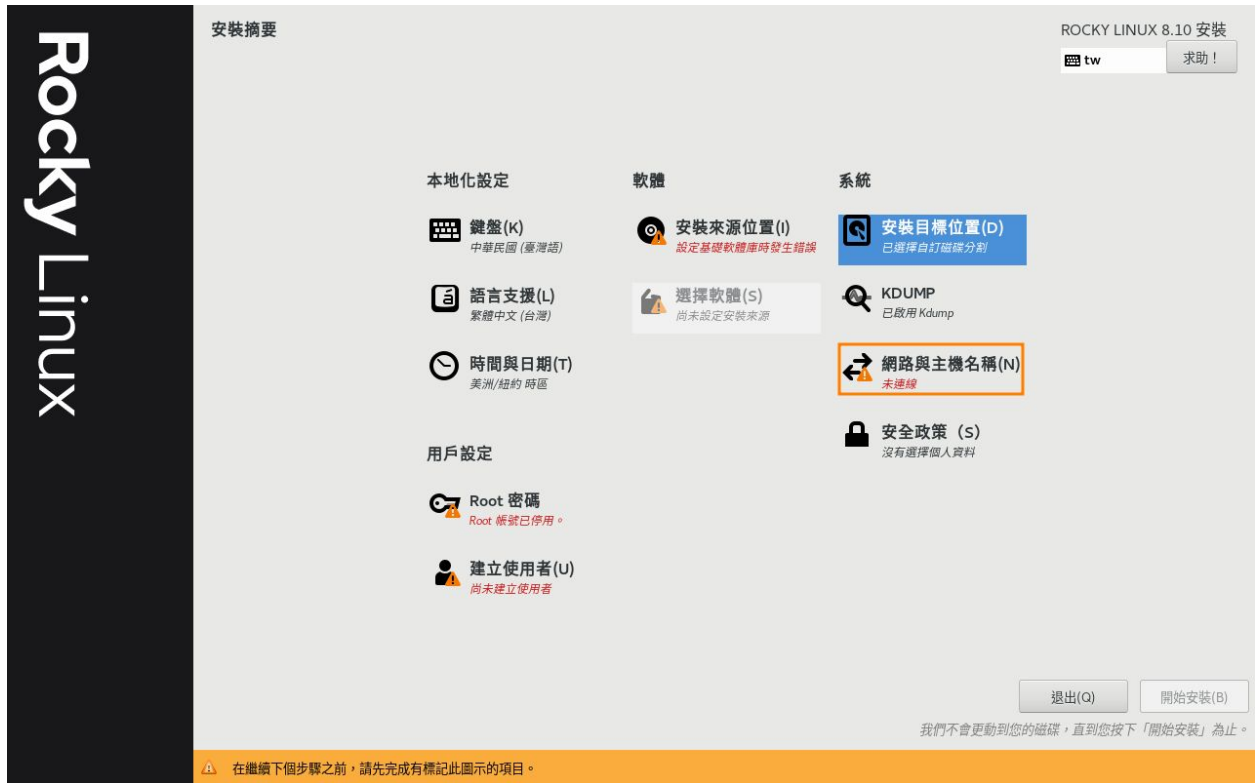 Rocky Linux
安裝摘要
ROCKY LINUX 8.10 安裝
tw
求助！
本地化設定
鍵盤(K)
中華民國 (臺灣語)
語言支援(L)
繁體中文 (台灣)
時間與日期(T)
美洲/紐約 時區
用戶設定
Root 密碼
Root 帳號已停用。
建立使用者(U)
尚未建立使用者
軟體
安裝來源位置(I)
設定基礎軟體庫時發生錯誤
選擇軟體(S)
尚未設定安裝來源
系統
安裝目標位置(D)
已選擇自訂磁碟分割
KDUMP
已啟用 Kdump
網路與主機名稱(N)
未連線
安全政策（S）
沒有選擇個人資料
退出(Q)
開始安裝(B)
我們不會更動到您的磁碟，直到您按下「開始安裝」為止。
在繼續下個步驟之前，請先完成有標記此圖示的項目。